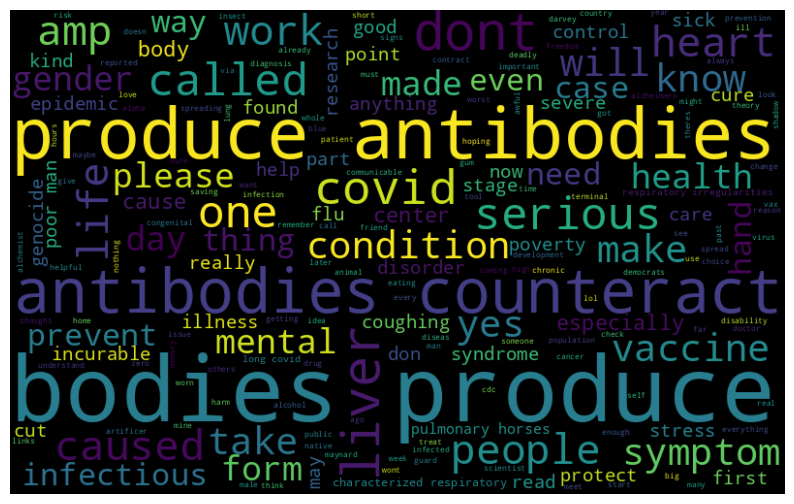 amp way work dont good control sick heart
kind body point called gender made even will know
epidemic found research anything case severe cure
produce antibodies
please part now need health
life covid stage serious
genocide poor man cause one help flu center care hand
day thing condition poverty make
really disorder
antibodies counteract
prevent illness coughing yes especially
incurable mental don syndrome vaccine
long covid
bodies liver produce
cut pulmonary horses stress
caused take people symptom
infectious form may characterized respiratory read protect first
risk reported love diagnosis via insect short signs already deadly
contract important must awful country prevention year ill always
freedom alzheimers might theory look shadow
hours maybe give whole blue patient hoping
communicable gum time tool terminal
respiratory irregularities change vax reason
alchemist helpful nothing congenital saving want infection
remember call friend later animal development
coming high chronic democrats use choice see past spread virus
eating every lol
home issue getting idea someone population cancer check
disability doctor far
understand zero others drug diseas man
worn harm alcohol cdc self real everything
links artificer mine native public male think
maynard week treat infected guard wont scientist
enough big meet start many